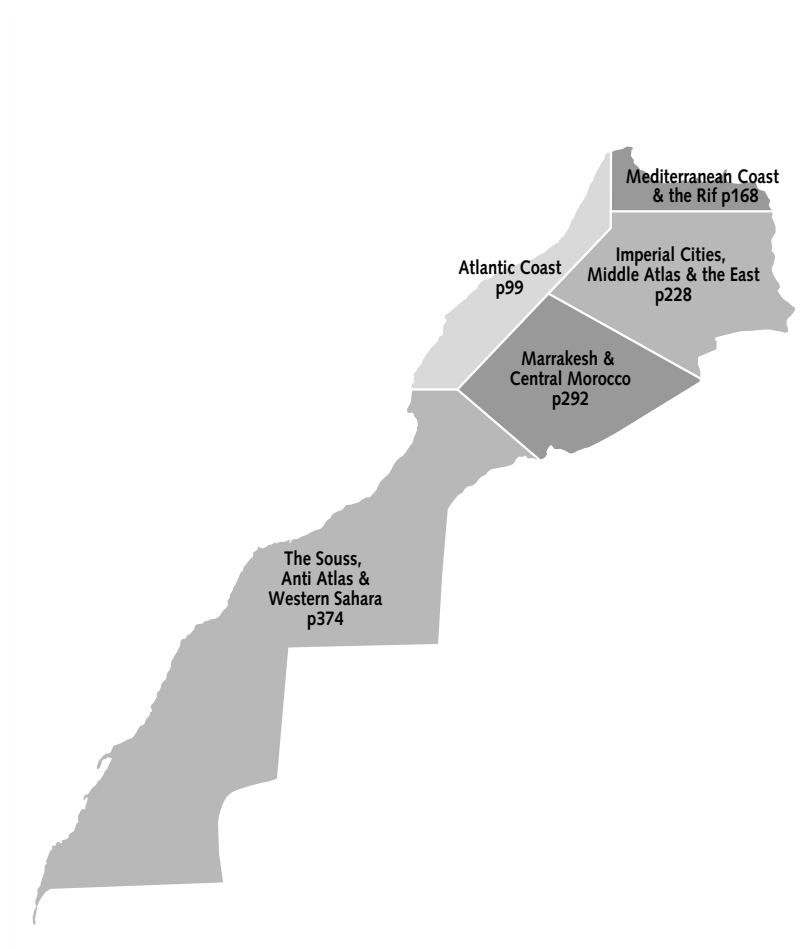 Mediterranean Coast
& the Rif p168
Imperial Cities,
Middle Atlas & the East
p228
Atlantic Coast
p99
Marrakesh &
Central Morocco
p292
The Souss,
Anti Atlas &
Western Sahara
p374